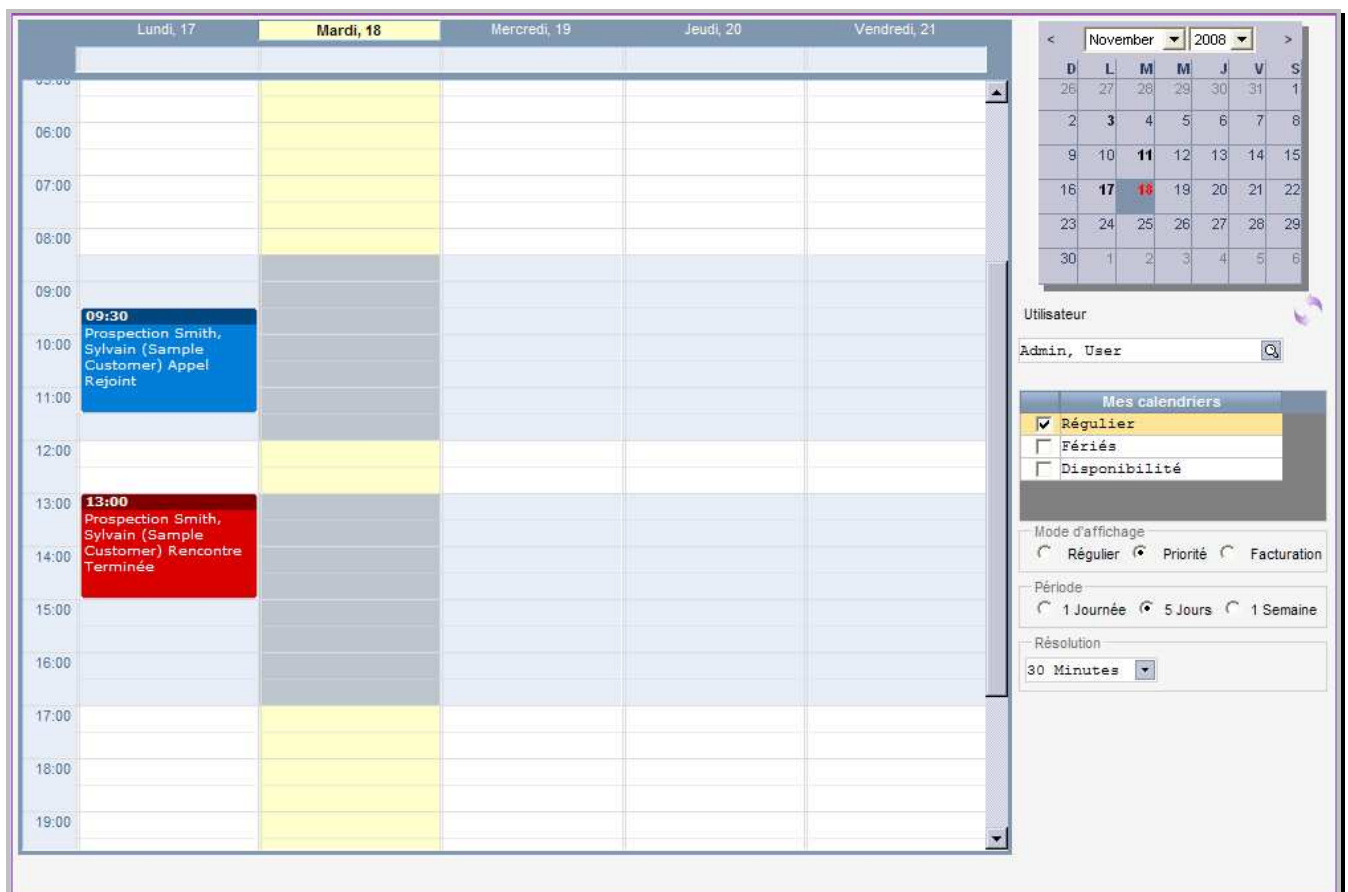 Lundi, 17 Mardi, 18 Mercredi, 19 Jeudi, 20 Vendredi, 21
06:00
07:00
08:00
09:00
10:00
11:00
12:00
13:00
14:00
15:00
16:00
17:00
18:00
19:00
09:30
Prospection Smith,
Sylvain (Sample
Customer) Appel
Rejoint
13:00
Prospection Smith,
Sylvain (Sample
Customer) Rencontre
Terminée
< November 2008 >
D L M M J V S
26 27 28 29 30 31 1
2 3 4 5 6 7 8
9 10 11 12 13 14 15
16 17 18 19 20 21 22
23 24 25 26 27 28 29
30 1 2 3 4 5 6
Utilisateur
Admin, User
Mes calendriers
Régulier
Fériés
Disponibilité
Mode d'affichage
Régulier Priorité Facturation
Période
1 Journée 5 Jours 1 Semaine
Résolution
30 Minutes